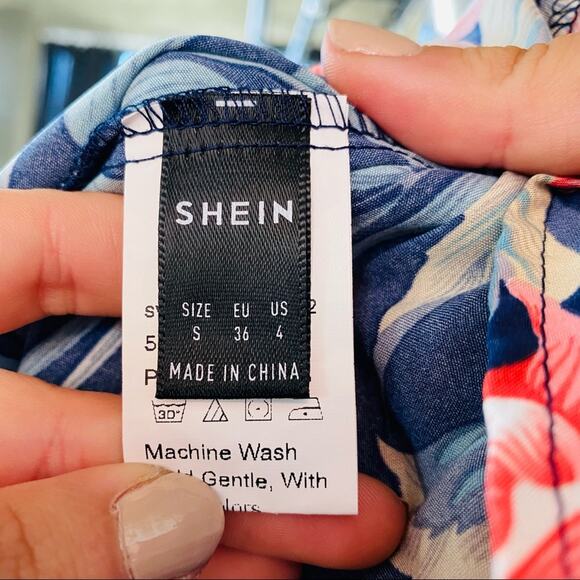 SHEIN
SIZE EU US
S 36 4
MADE IN CHINA
30°
Machine Wash
Gentle, With